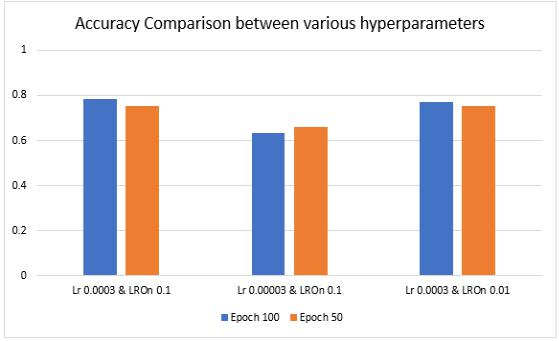 Accuracy Comparison between various hyperparameters
1
0.8
0.6
0.4
0.2
0
Lr 0.0003 & LROn 0.1
Lr 0.00003 & LROn 0.1
Lr 0.0003 & LROn 0.01
Epoch 100
Epoch 50